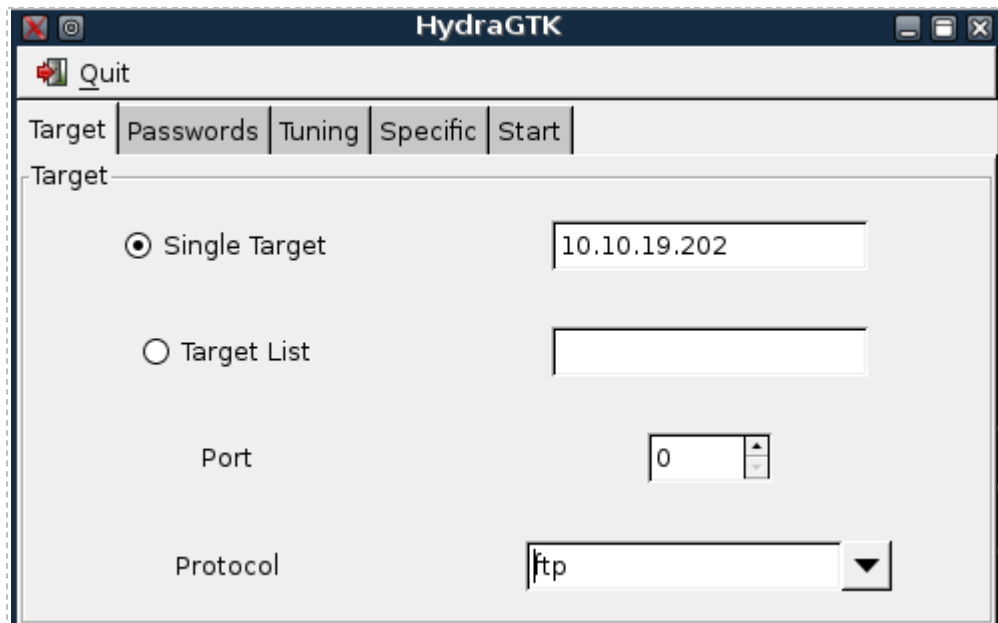 HydraGTK
Quit
Target Passwords Tuning Specific Start
Target
Single Target 10.10.19.202
Target List
Port 0
Protocol ftp